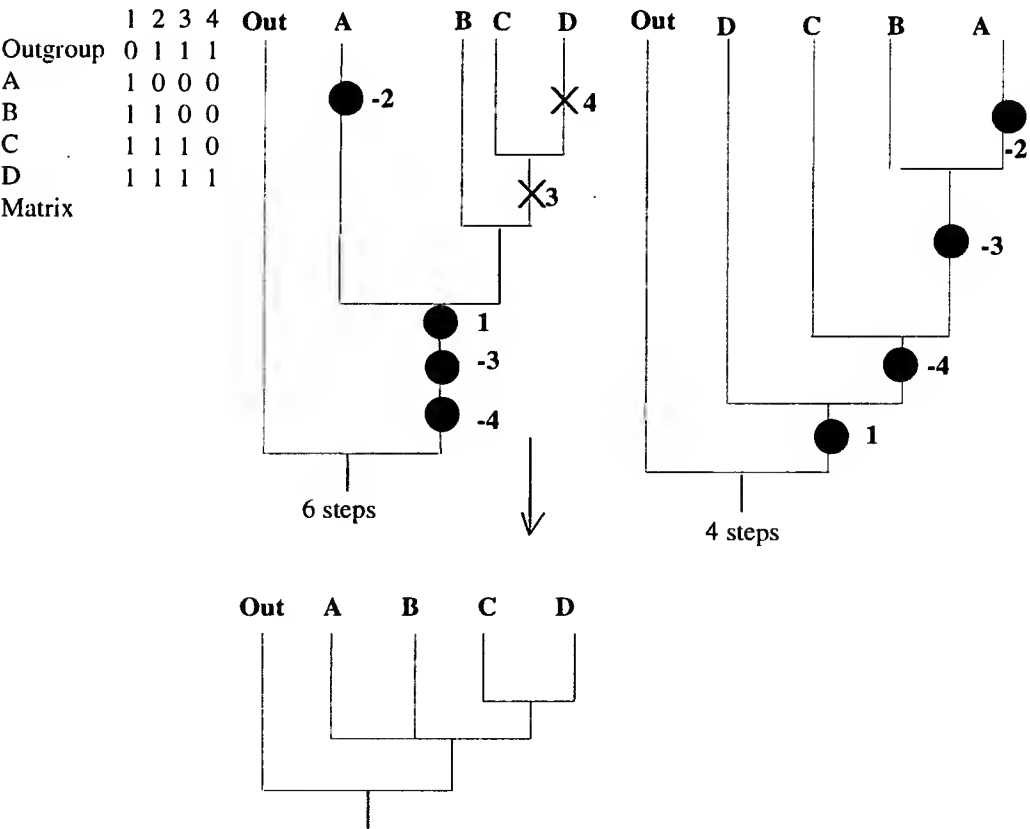 1 2 3 4
Outgroup 0 1 1 1
A 1 0 0 0
B 1 1 0 0
C 1 1 1 0
D 1 1 1 1
Matrix
Out A B C D
-2
4
3
1
-3
-4
6 steps
Out D C B A
-2
-3
-4
1
4 steps
Out A B C D